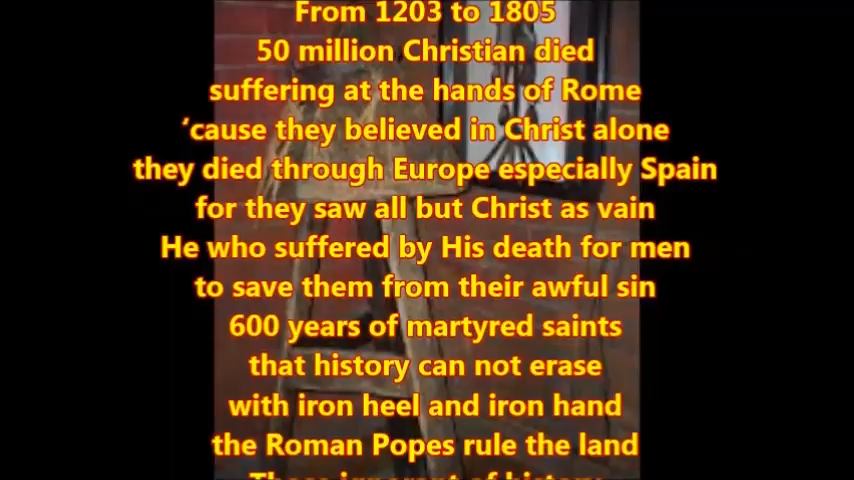 From 1203 to 1805
50 million Christian died
suffering at the hands of Rome
‘cause they believed in Christ alone
they died through Europe especially Spain
for they saw all but Christ as vain
He who suffered by His death for men
to save them from their awful sin
600 years of martyred saints
that history can not erase
with iron heel and iron hand
the Roman Popes rule the land